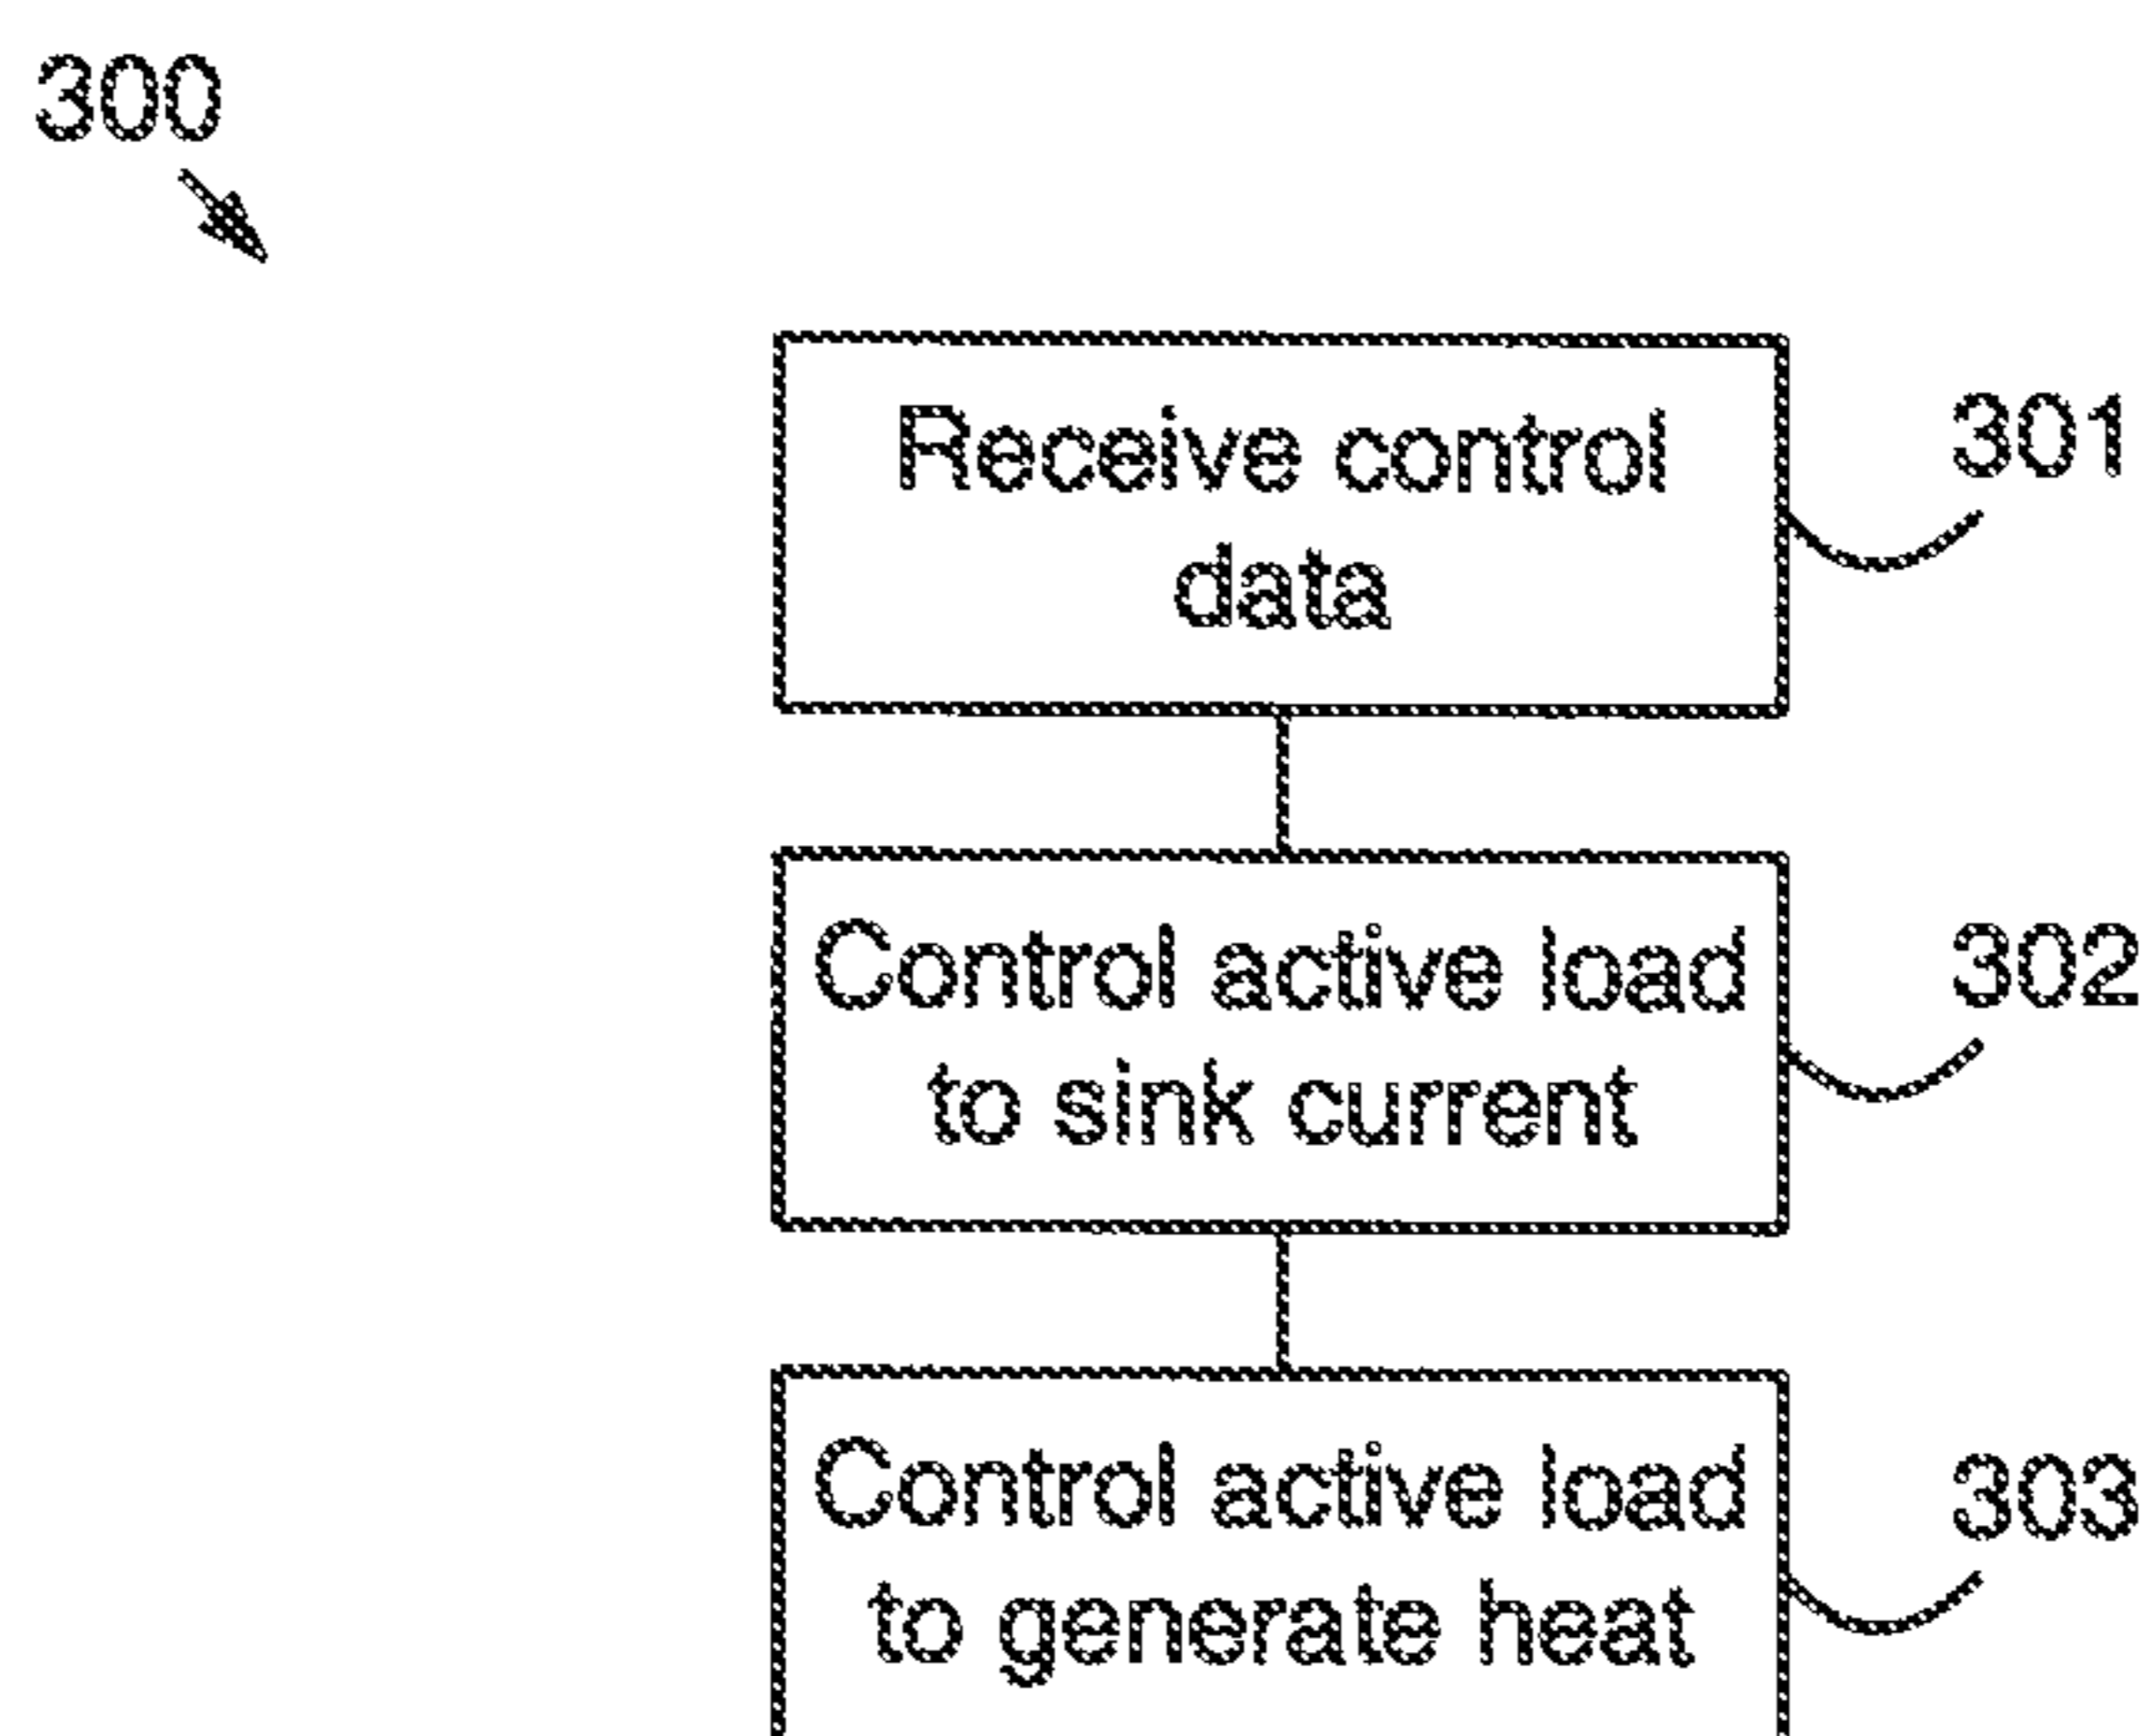 300
Receive control
data
301
Control active load
to sink current
302
Control active load
to generate heat
303